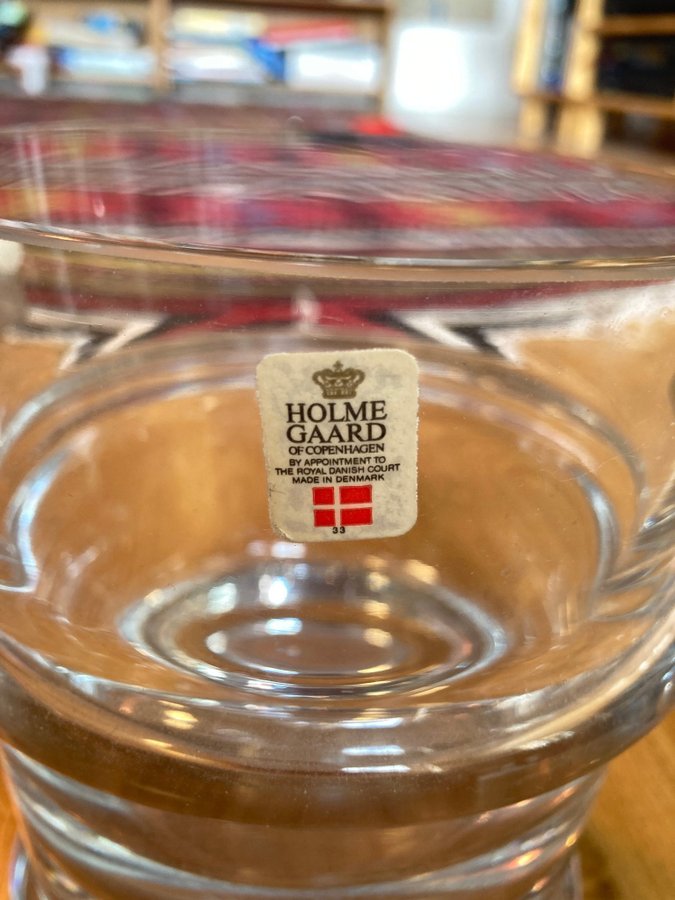 HOLME
GAARD
OF COPENHAGEN
BY APPOINTMENT TO
THE ROYAL DANISH COURT
MADE IN DENMARK
33